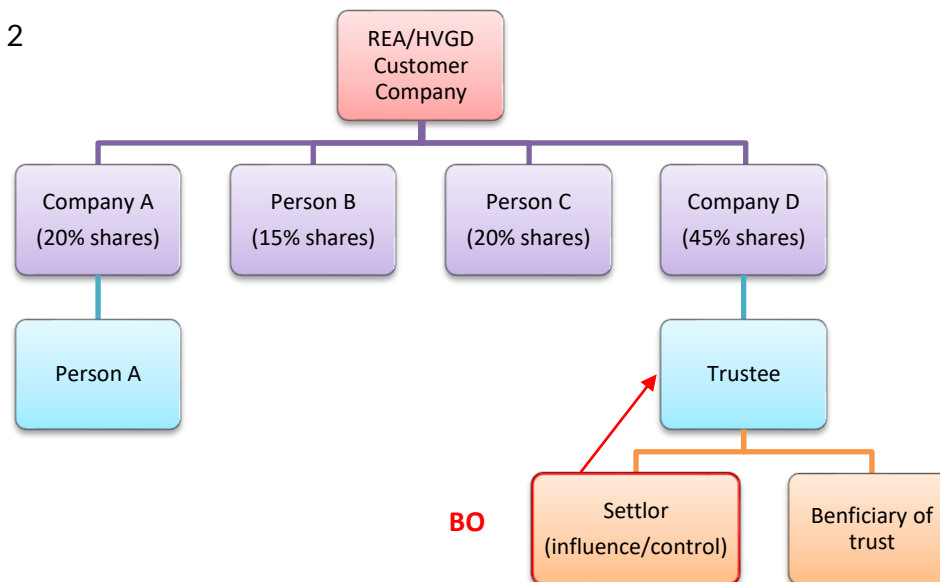 2
REA/HVGD
Customer
Company
Company A
(20% shares)
Person B
(15% shares)
Person C
(20% shares)
Company D
(45% shares)
Person A
Trustee
BO
Settlor
(influence/control)
Benficiary of
trust